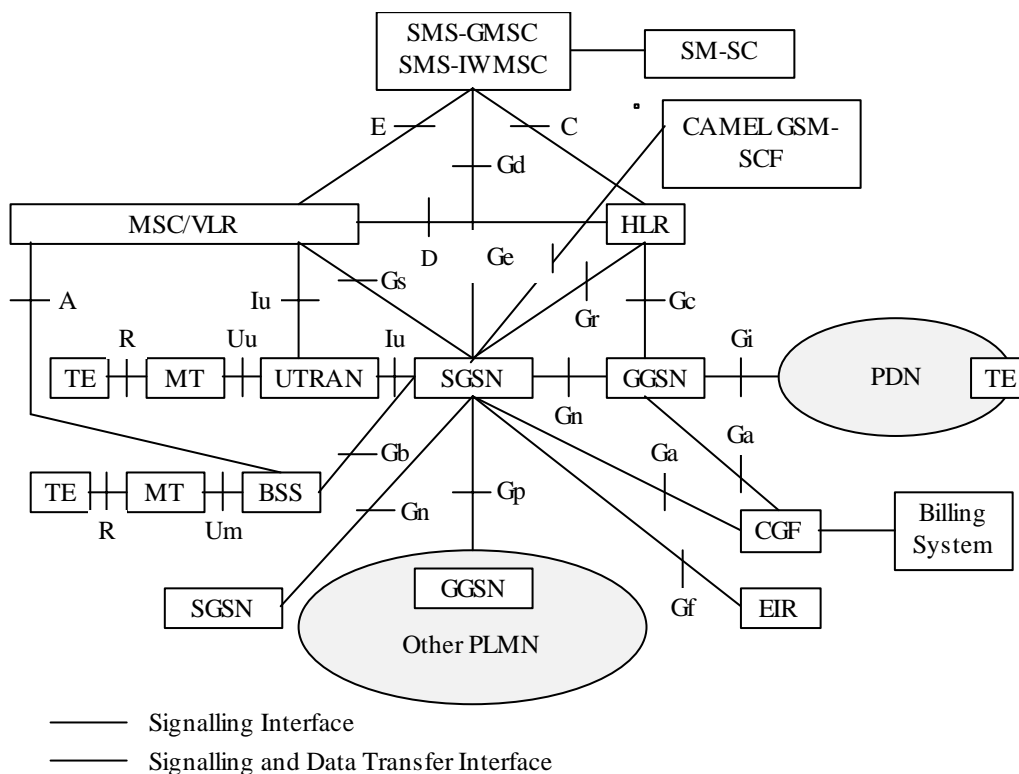 SMS-GMSC
SMS-IWMSC
SM-SC
E
C
CAMEL GSM-
SCF
Gd
MSC/VLR
HLR
D
Ge
A
Iu
Gs
Gr
Gc
R
Uu
Iu
Gi
TE
MT
UTRAN
SGSN
GGSN
PDN
TE
Gn
Gb
Ga
Ga
TE
MT
BSS
Gp
R
Um
Gn
CGF
Billing
System
SGSN
GGSN
Gf
EIR
Other PLMN
Signalling Interface
Signalling and Data Transfer Interface